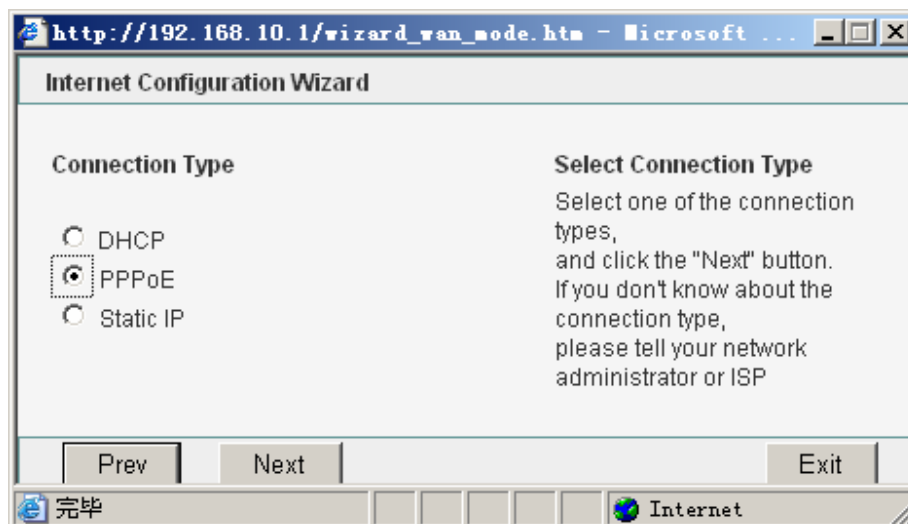 http://192.168.10.1/wizard_wan_mode.htm - Microsoft ...
Internet Configuration Wizard
Connection Type
DHCP
PPPoE
Static IP
Select Connection Type
Select one of the connection
types,
and click the "Next" button.
If you don't know about the
connection type,
please tell your network
administrator or ISP
Prev
Next
Exit
完毕
Internet